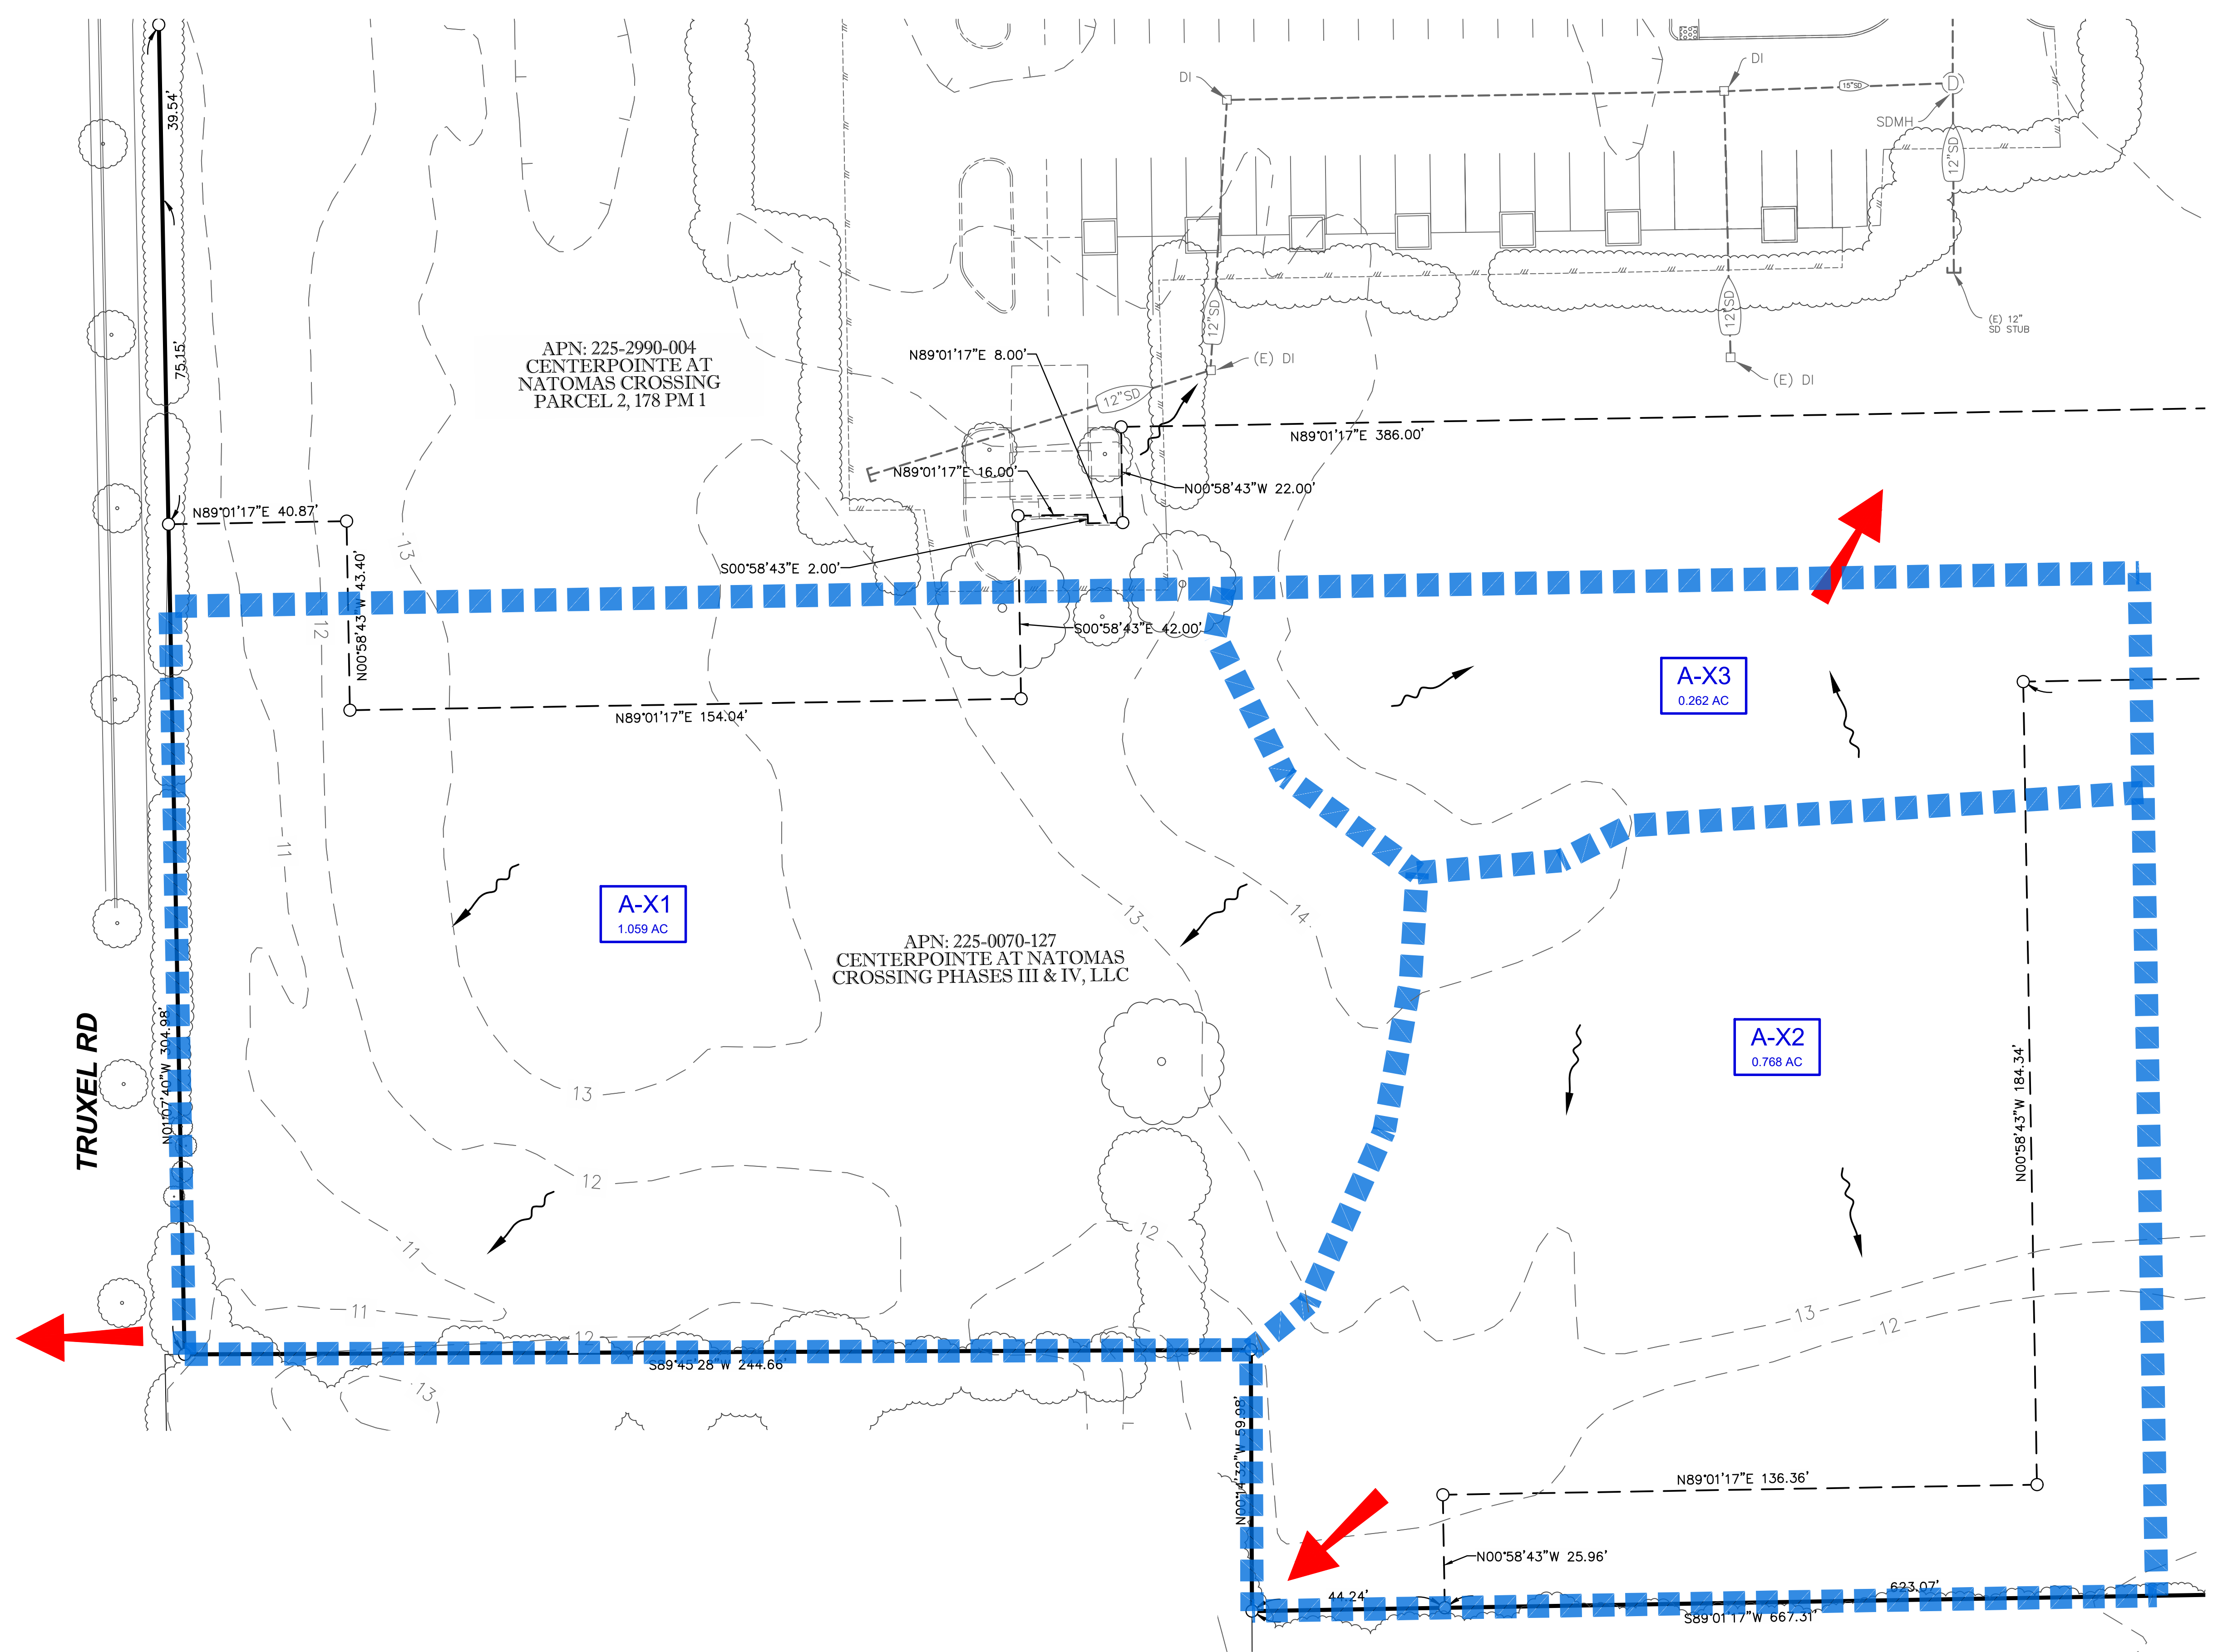 39.54'
DI
DI
15"SD
D
SDMH
12"SD
75.15'
12"SD
12"SD
(E) 12"
SD STUB
APN: 225-2990-004
CENTERPOINTE AT
NATOMAS CROSSING
PARCEL 2, 178 PM 1
N89°01'17"E 8.00'
(E) DI
(E) DI
12"SD
N89°01'17"E 386.00'
N89°01'17"E 16.00'
N00°58'43"W 22.00'
N89°01'17"E 40.87'
13
S00°58'43"E 2.00'
N00°58'43"W 43.40'
12
S00°58'43"E 42.00'
N89°01'17"E 154.04'
A-X3
0.262 AC
11
A-X1
1.059 AC
13
14
APN: 225-0070-127
CENTERPOINTE AT NATOMAS
CROSSING PHASES III & IV, LLC
TRUXEL RD
N01°07'40"W 304.98'
A-X2
0.768 AC
N00°58'43"W 184.34'
13
12
12
11
11
12
13
12
S89°45'28"W 244.66'
13
N00°14'32"W 59.98'
N89°01'17"E 136.36'
N00°58'43"W 25.96'
44.24'
623.07'
S89°01'17"W 667.31'